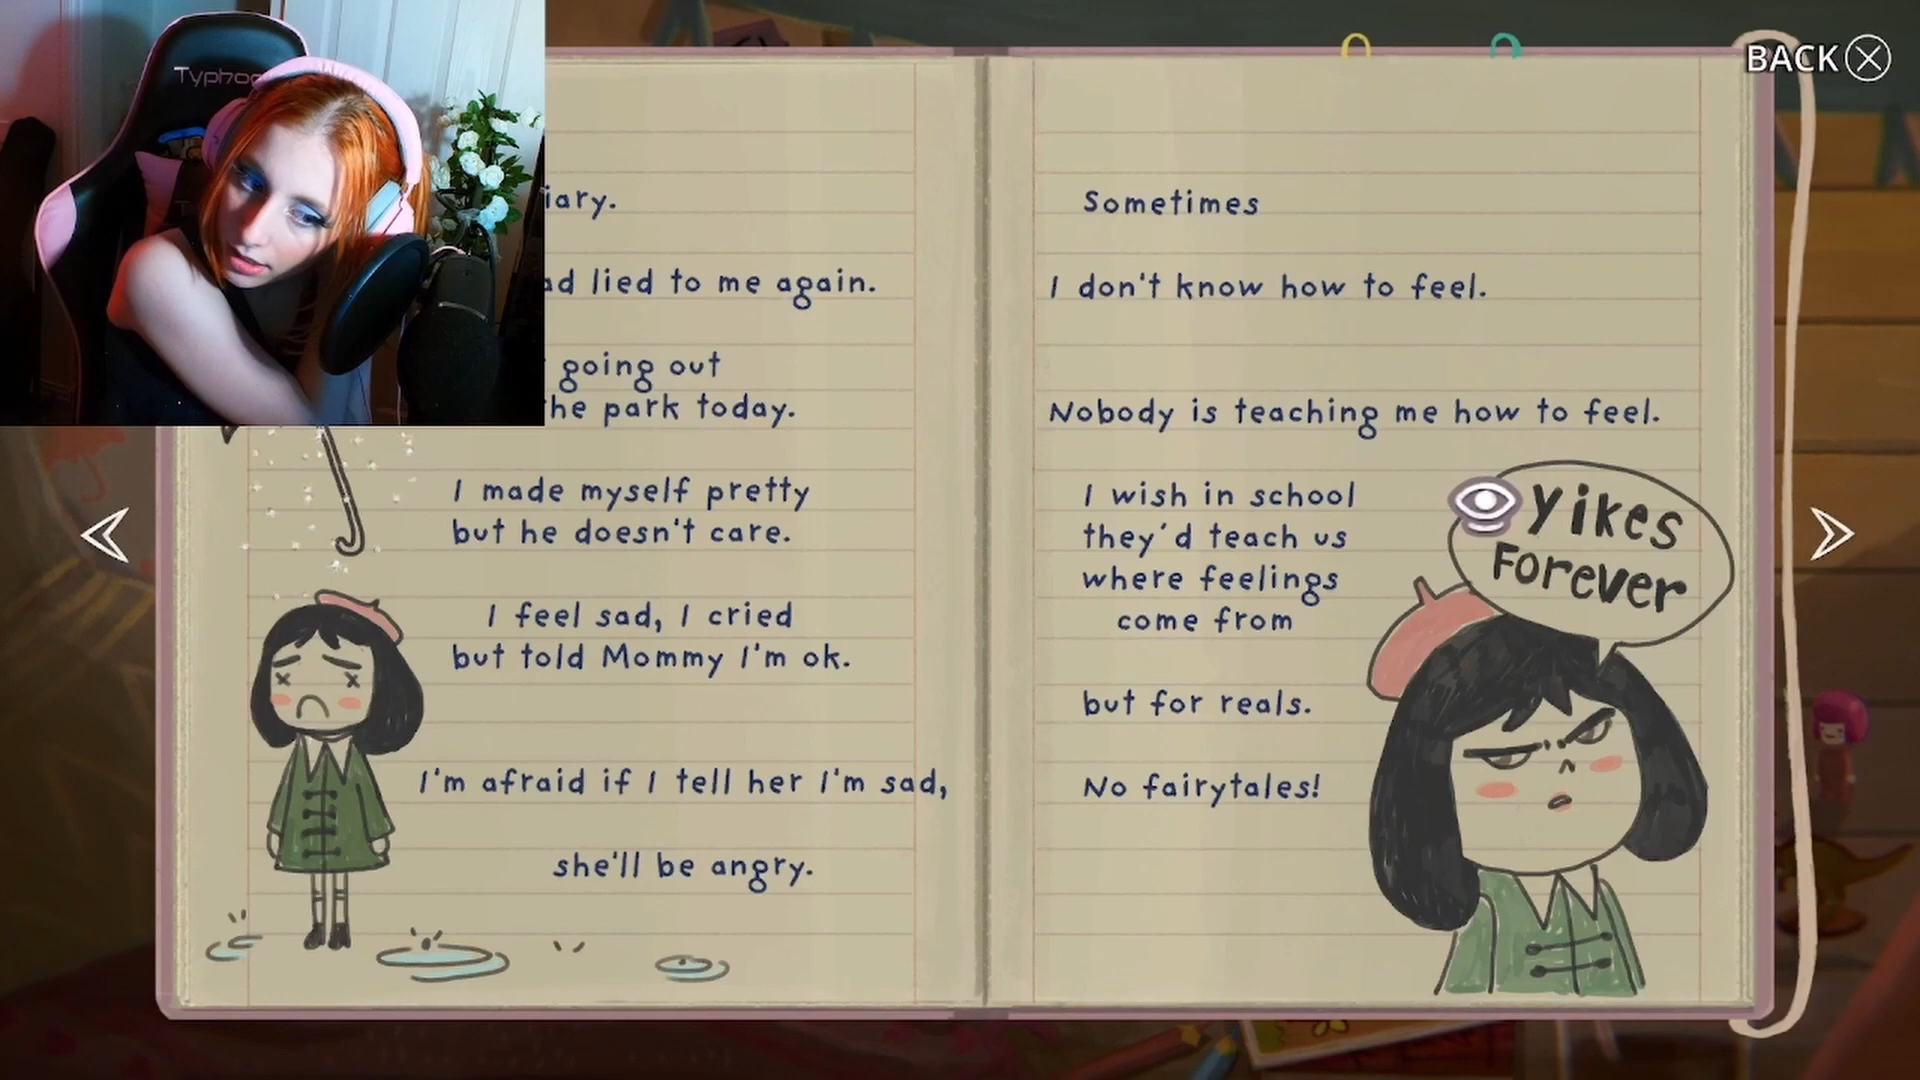 Typhoo
BACK
iary.
ad lied to me again.
going out
he park today.
I made myself pretty
but he doesn't care.
I feel sad, I cried
but told Mommy I'm ok.
I'm afraid if I tell her I'm sad,
she'll be angry.
Sometimes
I don't know how to feel.
Nobody is teaching me how to feel.
I wish in school
they'd teach us
where feelings
come from
but for reals.
No fairytales!
Yikes
Forever